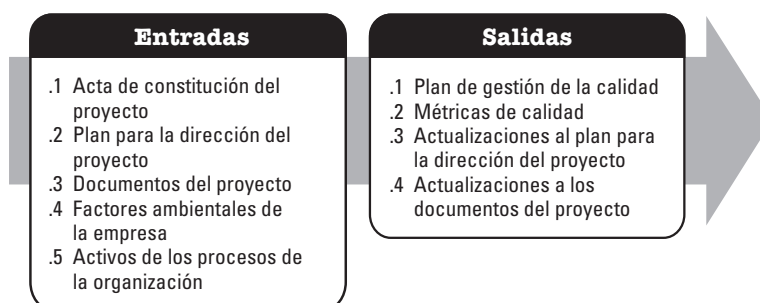 Entradas
.1 Acta de constitución del
proyecto
.2 Plan para la dirección del
proyecto
.3 Documentos del proyecto
.4 Factores ambientales de
la empresa
.5 Activos de los procesos de
la organización
Salidas
.1 Plan de gestión de la calidad
.2 Métricas de calidad
.3 Actualizaciones al plan para
la dirección del proyecto
.4 Actualizaciones a los
documentos del proyecto